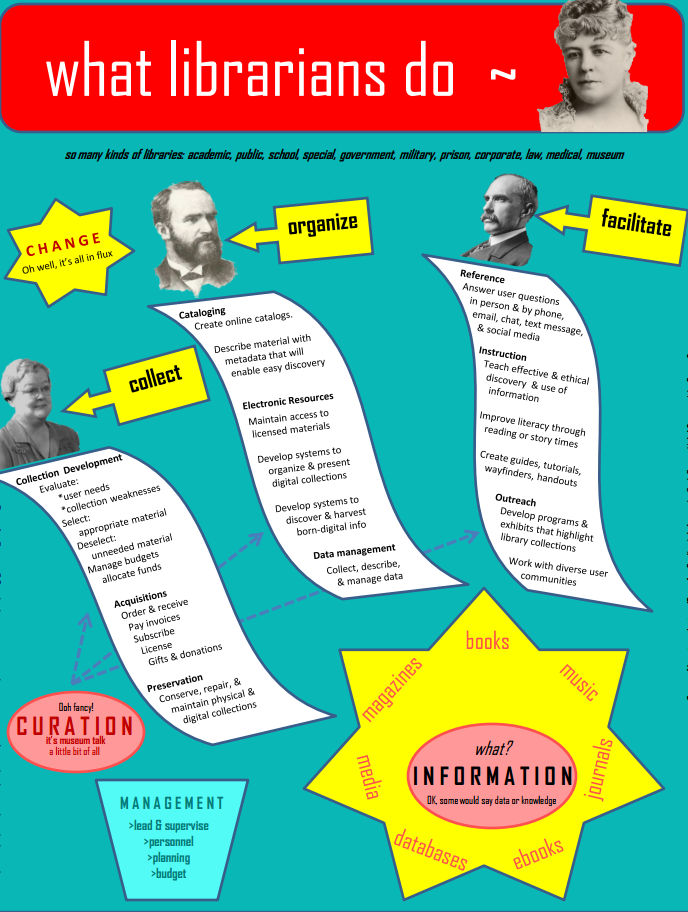 what librarians do ~
so many kinds of libraries: academic, public, school, special, government, military, prison, corporate, law, medical, museum
CHANGE
Oh well, it's all in flux
organize
facilitate
collect
Collection Development
Evaluate:
*user needs
*collection weaknesses
Select:
appropriate material
Deselect:
unneeded material
Manage budgets
allocate funds
Acquisitions
Order & receive
Pay invoices
Subscribe
License
Gifts & donations
Preservation
Conserve, repair, &
maintain physical &
digital collections
Cataloging
Create online catalogs.
Describe material with
metadata that will
enable easy discovery
Electronic Resources
Maintain access to
licensed materials
Develop systems to
organize & present
digital collections
Develop systems to
discover & harvest
born-digital info
Data management
Collect, describe,
& manage data
Reference
Answer user questions
in person & by phone,
email, chat, text message,
& social media
Instruction
Teach effective & ethical
discovery & use of
information
Improve literacy through
reading or story times
Create guides, tutorials,
wayfinders, handouts
Outreach
Develop programs &
exhibits that highlight
library collections
Work with diverse user
communities
Ooh fancy!
CURATION
it's museum talk
a little bit of all
MANAGEMENT
>lead & supervise
>personnel
>planning
>budget
books
music
magazines
journals
media
databases
ebooks
what?
INFORMATION
OK, some would say data or knowledge